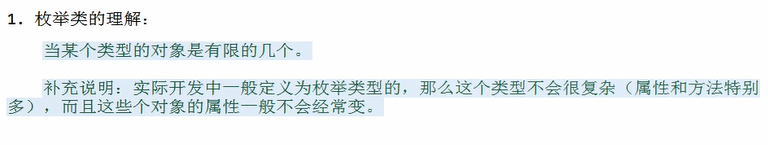 1. 枚举类的理解：
当某个类型的对象是有限的几个。
补充说明：实际开发中一般定义为枚举类型的，那么这个类型不会很复杂（属性和方法特别
多），而且这些个对象的属性一般不会经常变。